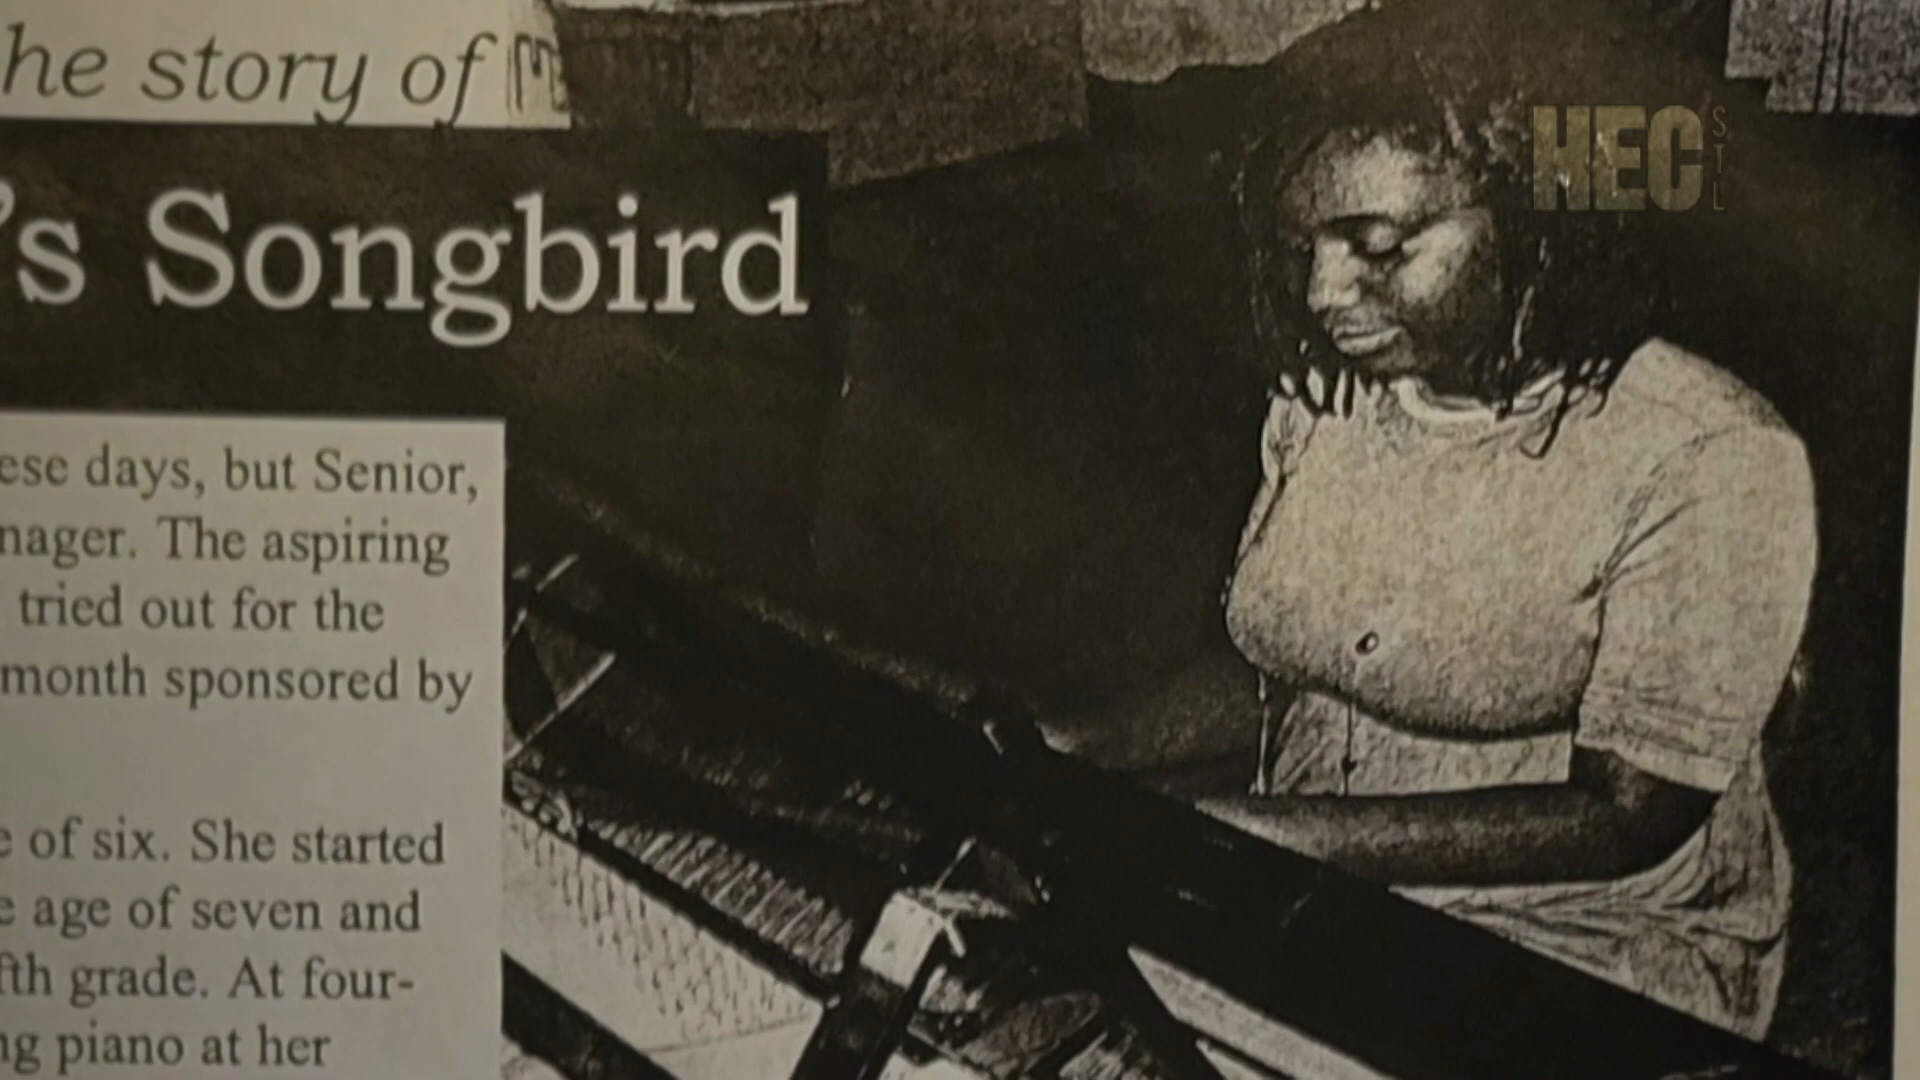 he story of
's Songbird
HEC
STL
ese days, but Senior,
nager. The aspiring
tried out for the
month sponsored by
e of six. She started
e age of seven and
fth grade. At four-
ng piano at her